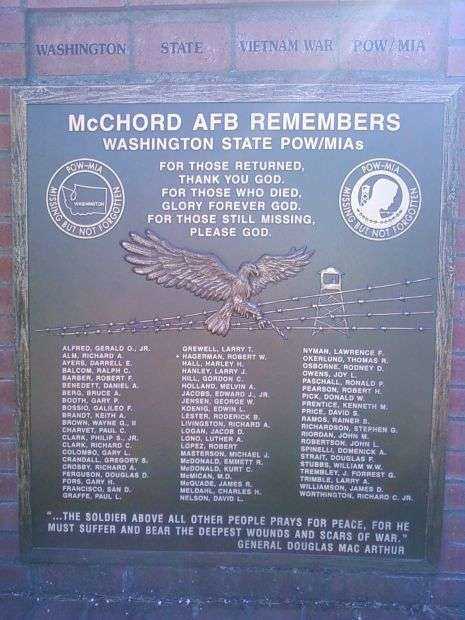 WASHINGTON STATE VIETNAM WAR POW/MIA
McCHORD AFB REMEMBERS
WASHINGTON STATE POW/MIAs
FOR THOSE RETURNED,
THANK YOU GOD.
FOR THOSE WHO DIED,
GLORY FOREVER GOD.
FOR THOSE STILL MISSING,
PLEASE GOD.
POW-MIA
WASHINGTON
MISSING BUT NOT FORGOTTEN
POW-MIA
MISSING BUT NOT FORGOTTEN
ALFRED, GERALD O., JR.
ALM, RICHARD A.
AYERS, DARRELL E.
BALCOM, RALPH C.
BARBER, ROBERT F.
BENEDETT, DANIEL A.
BERG, BRUCE A.
BOOTH, GARY P.
BOSSIO, GALILEO F.
BRANDT, KEITH A.
BROWN, WAYNE G., II
CHARVET, PAUL C.
CLARK, PHILIP S., JR.
CLARK, RICHARD C.
COLOMBO, GARY L.
CRANDALL, GREGORY S.
CROSBY, RICHARD A.
FERGUSON, DOUGLAS D.
FORS, GARY H.
FRANCISCO, SAN D.
GRAFFE, PAUL L.
GREWELL, LARRY T.
HAGERMAN, ROBERT W.
HALL, HARLEY H.
HANLEY, LARRY J.
HILL, GORDON C.
HOLLAND, MELVIN A.
JACOBS, EDWARD J., JR.
JENSEN, GEORGE W.
KOENIG, EDWIN L.
LESTER, RODERICK B.
LIVINGSTON, RICHARD A.
LOGAN, JACOB D.
LONO, LUTHER A.
LOPEZ, ROBERT
MASTERSON, MICHAEL J.
McDONALD, EMMETT R.
McDONALD, KURT C.
McMICAN, M.D.
McQUADE, JAMES R.
MELDAHL, CHARLES H.
NELSON, DAVID L.
NYMAN, LAWRENCE F.
OKERLUND, THOMAS R.
OSBORNE, RODNEY D.
OWENS, JOY L.
PASCHALL, RONALD P.
PEARSON, ROBERT H.
PICK, DONALD W.
PRENTICE, KENNETH M.
PRICE, DAVID S.
RAMOS, RAINER S.
RICHARDSON, STEPHEN G.
RIORDAN, JOHN M.
ROBERTSON, JOHN L.
SPINELLI, DOMENICK A.
STRAIT, DOUGLAS F.
STUBBS, WILLIAM W.W.
TREMBLEY, J. FORREST G.
TRIMBLE, LARRY A.
WILLIAMSON, JAMES D.
WORTHINGTON, RICHARD C. JR.
"...THE SOLDIER ABOVE ALL OTHER PEOPLE PRAYS FOR PEACE, FOR HE
MUST SUFFER AND BEAR THE DEEPEST WOUNDS AND SCARS OF WAR."
GENERAL DOUGLAS MAC ARTHUR